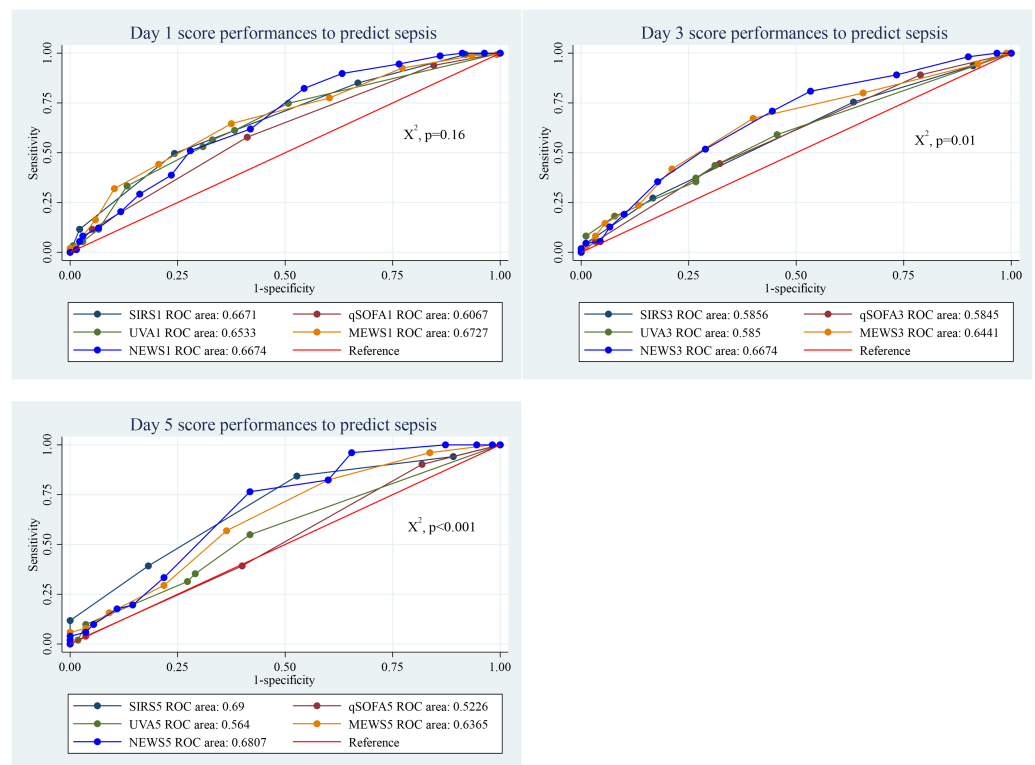 Day 1 score performances to predict sepsis
Sensitivity
1.00
0.75
0.50
0.25
0.00
X², p=0.16
0.00 0.25 0.50 0.75 1.00
1-specificity
SIRS1 ROC area: 0.6671 qSOFA1 ROC area: 0.6067
UVA1 ROC area: 0.6533 MEWS1 ROC area: 0.6727
NEWS1 ROC area: 0.6674 Reference
Day 3 score performances to predict sepsis
Sensitivity
1.00
0.75
0.50
0.25
0.00
X², p=0.01
0.00 0.25 0.50 0.75 1.00
1-specificity
SIRS3 ROC area: 0.5856 qSOFA3 ROC area: 0.5845
UVA3 ROC area: 0.585 MEWS3 ROC area: 0.6441
NEWS3 ROC area: 0.6674 Reference
Day 5 score performances to predict sepsis
Sensitivity
1.00
0.75
0.50
0.25
0.00
X², p<0.001
0.00 0.25 0.50 0.75 1.00
1-specificity
SIRS5 ROC area: 0.69 qSOFA5 ROC area: 0.5226
UVA5 ROC area: 0.564 MEWS5 ROC area: 0.6365
NEWS5 ROC area: 0.6807 Reference